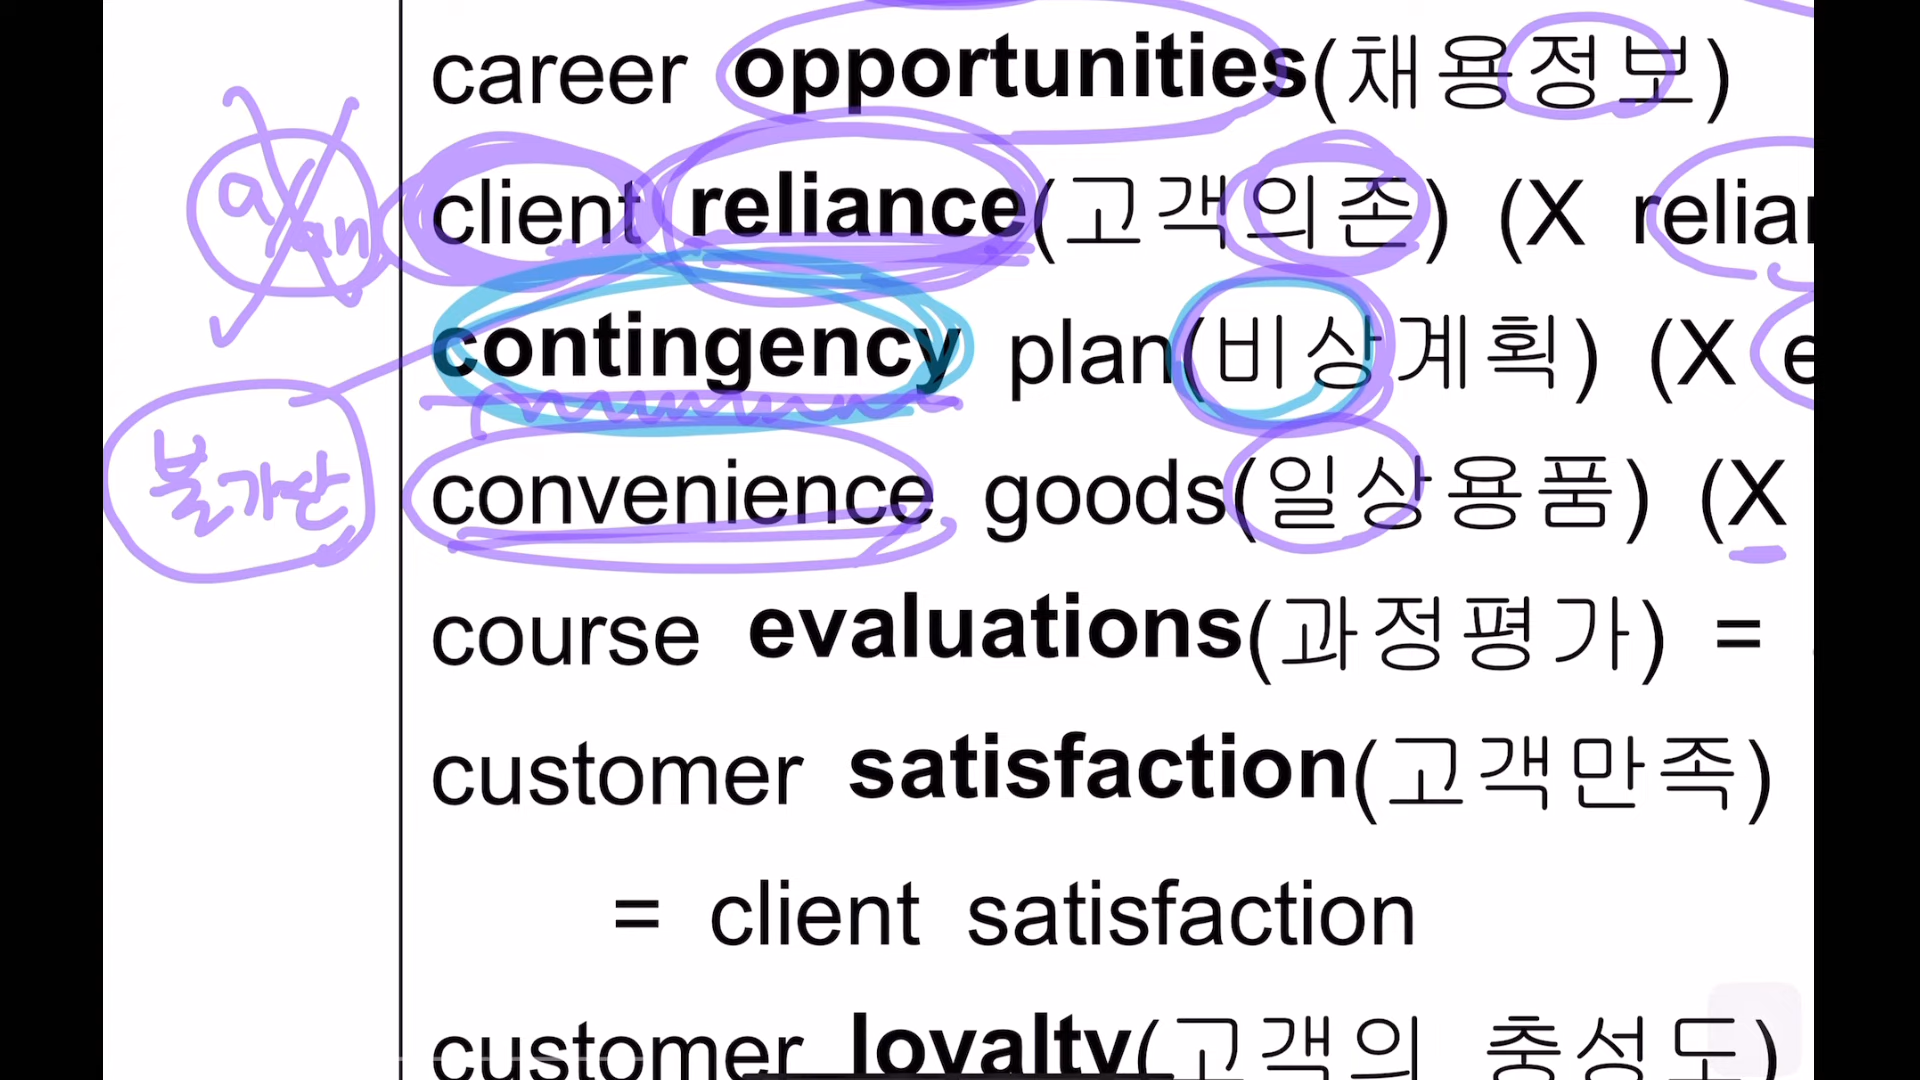 career opportunities(채용정보)
a/an
client reliance(고객의존) (X relian
contingency plan(비상계획) (X e
불가산
convenience goods(일상용품) (X
course evaluations(과정평가) =
customer satisfaction(고객만족)
= client satisfaction
customer loyalty(고객의 충성도)